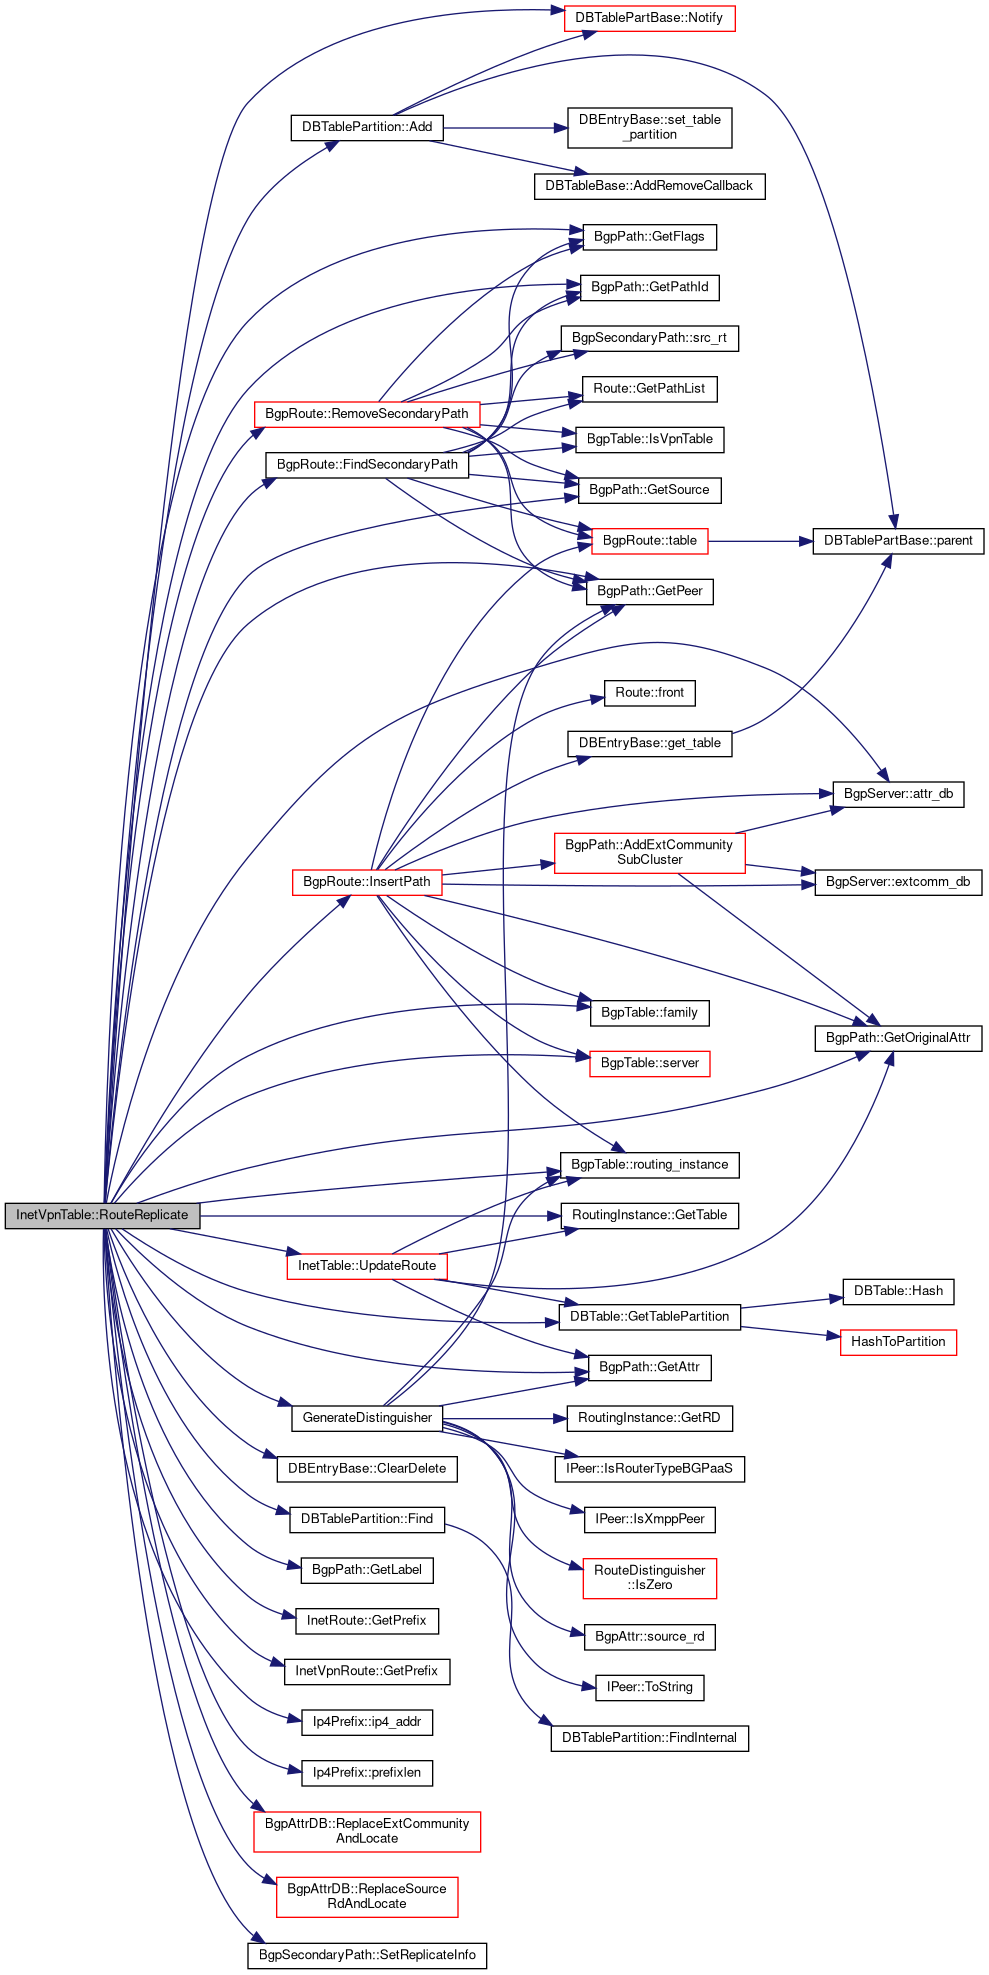 DBTablePartBase::Notify
DBTablePartition::Add
DBEntryBase::set_table
_partition
DBTableBase::AddRemoveCallback
BgpPath::GetFlags
BgpPath::GetPathId
BgpSecondaryPath::src_rt
Route::GetPathList
BgpRoute::RemoveSecondaryPath
BgpTable::IsVpnTable
BgpRoute::FindSecondaryPath
BgpPath::GetSource
BgpRoute::table
DBTablePartBase::parent
BgpPath::GetPeer
Route::front
DBEntryBase::get_table
BgpServer::attr_db
BgpPath::AddExtCommunity
SubCluster
BgpRoute::InsertPath
BgpServer::extcomm_db
BgpTable::family
BgpPath::GetOriginalAttr
BgpTable::server
BgpTable::routing_instance
InetVpnTable::RouteReplicate
RoutingInstance::GetTable
InetTable::UpdateRoute
DBTable::Hash
DBTable::GetTablePartition
HashToPartition
BgpPath::GetAttr
GenerateDistinguisher
RoutingInstance::GetRD
DBEntryBase::ClearDelete
IPeer::IsRouterTypeBGPaaS
DBTablePartition::Find
IPeer::IsXmppPeer
BgpPath::GetLabel
RouteDistinguisher
::IsZero
InetRoute::GetPrefix
BgpAttr::source_rd
InetVpnRoute::GetPrefix
IPeer::ToString
Ip4Prefix::ip4_addr
DBTablePartition::FindInternal
Ip4Prefix::prefixlen
BgpAttrDB::ReplaceExtCommunity
AndLocate
BgpAttrDB::ReplaceSource
RdAndLocate
BgpSecondaryPath::SetReplicateInfo